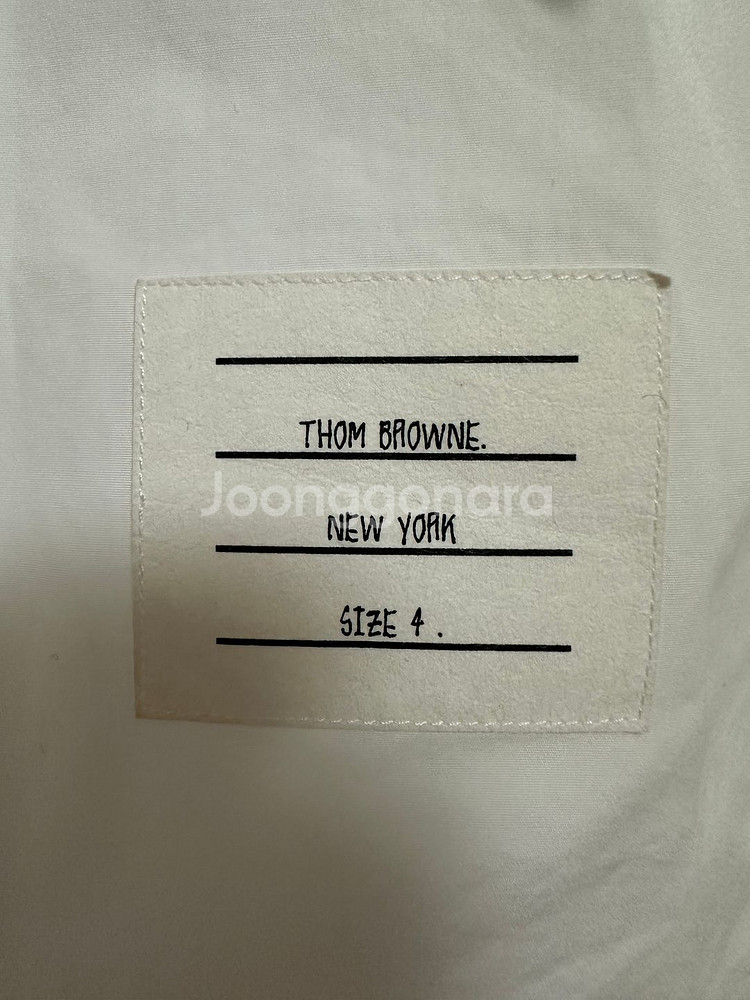 THOM BROWNE.
Joonggonara
NEW YORK
SIZE 4 .